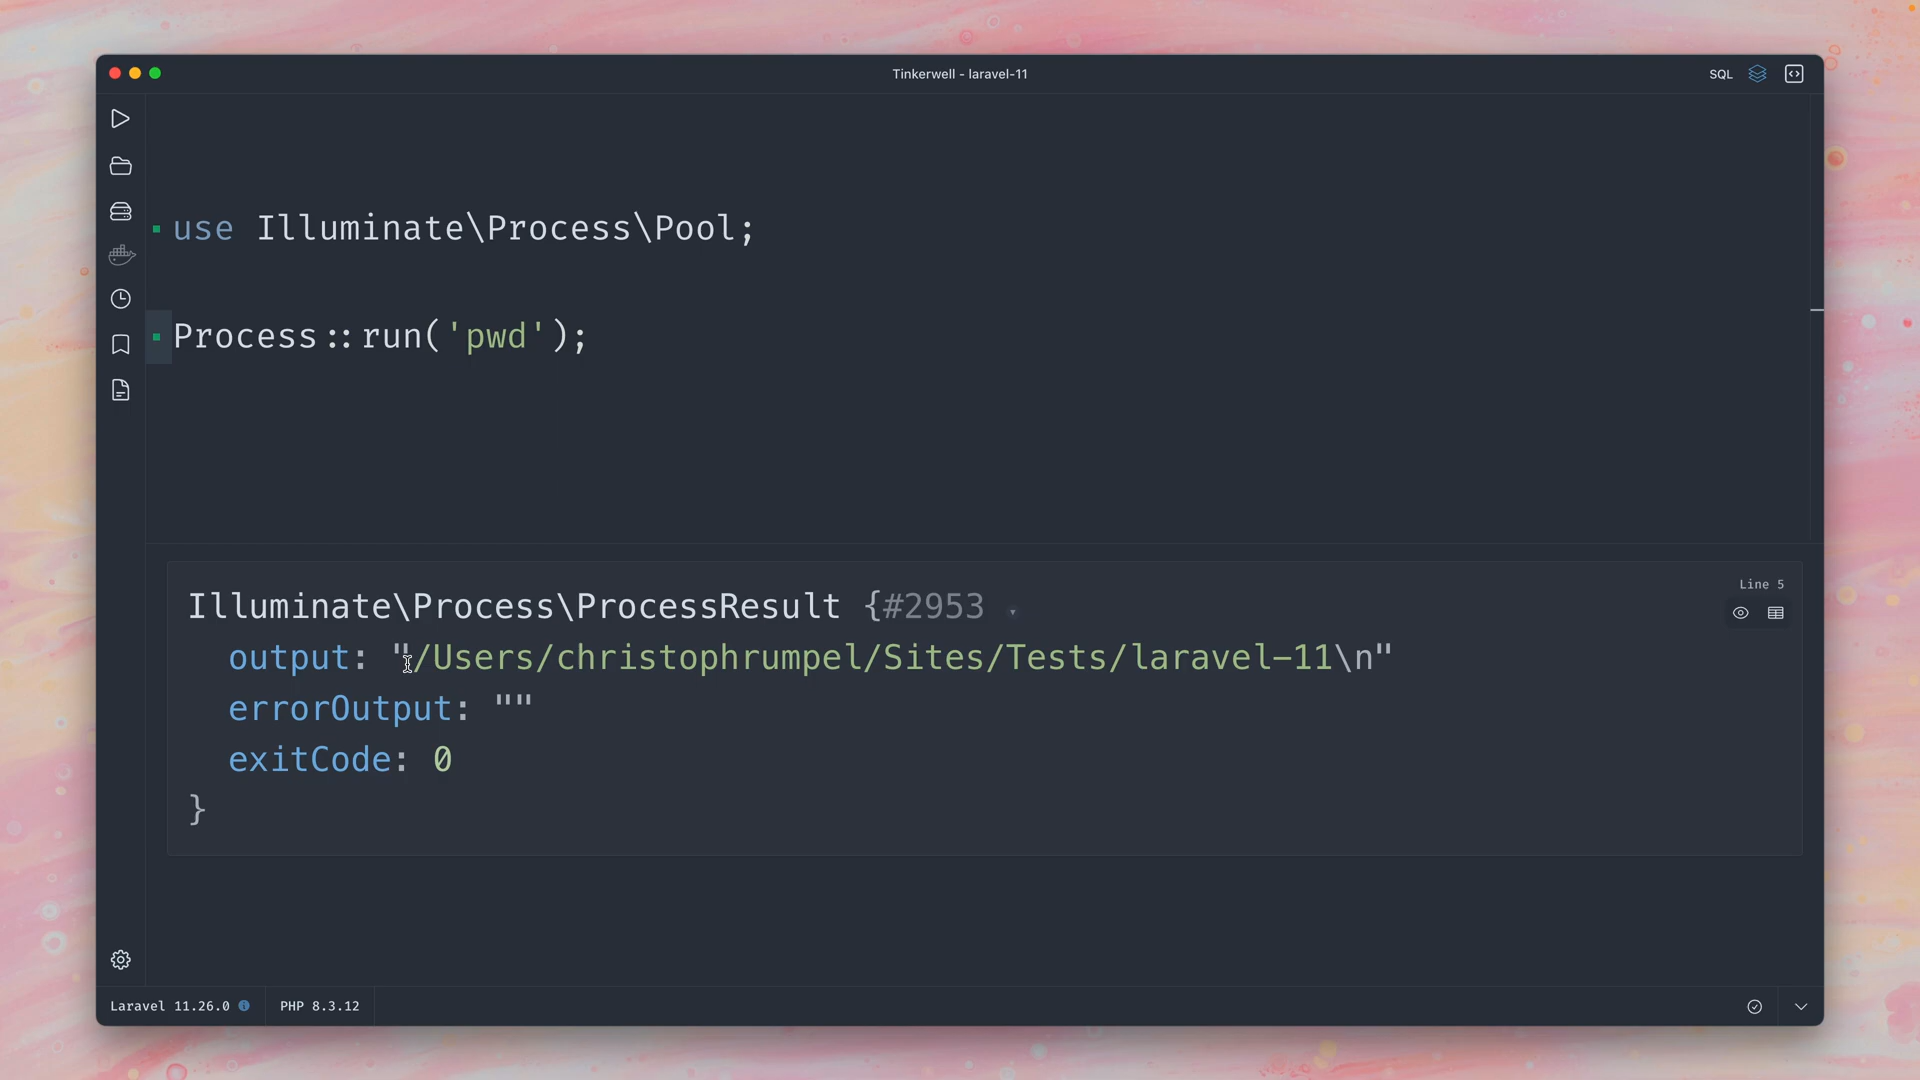 Tinkerwell - laravel-11
SQL
use Illuminate\Process\Pool;
Process::run('pwd');
Line 5
Illuminate\Process\ProcessResult {#2953
output: "/Users/christophrumpel/Sites/Tests/laravel-11\n"
errorOutput: ""
exitCode: 0
}
Laravel 11.26.0
PHP 8.3.12